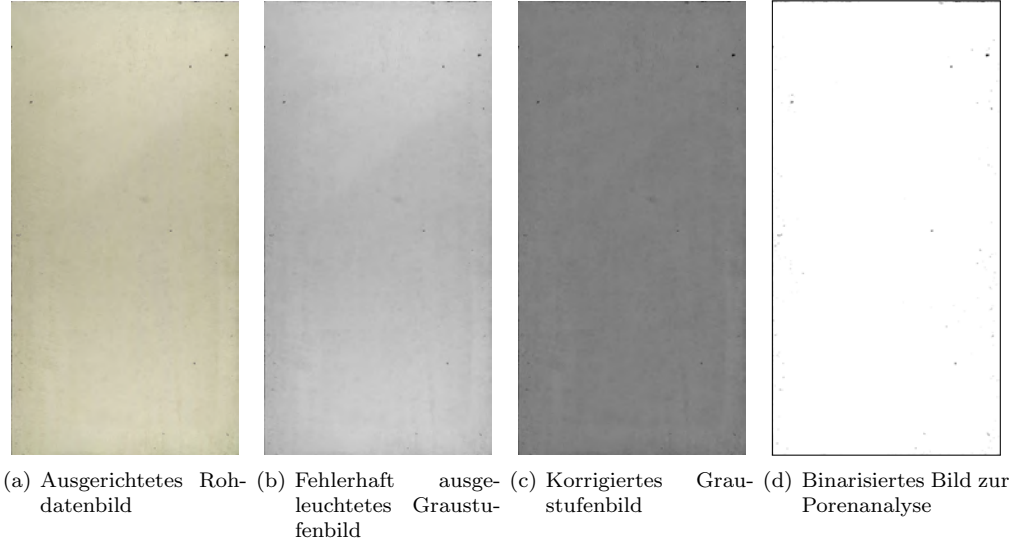 (a) Ausgerichtetes Roh-
datenbild
(b) Fehlerhaft ausge-
leuchtetes Graustu-
fenbild
(c) Korrigiertes Grau-
stufenbild
(d) Binarisiertes Bild zur
Porenanalyse